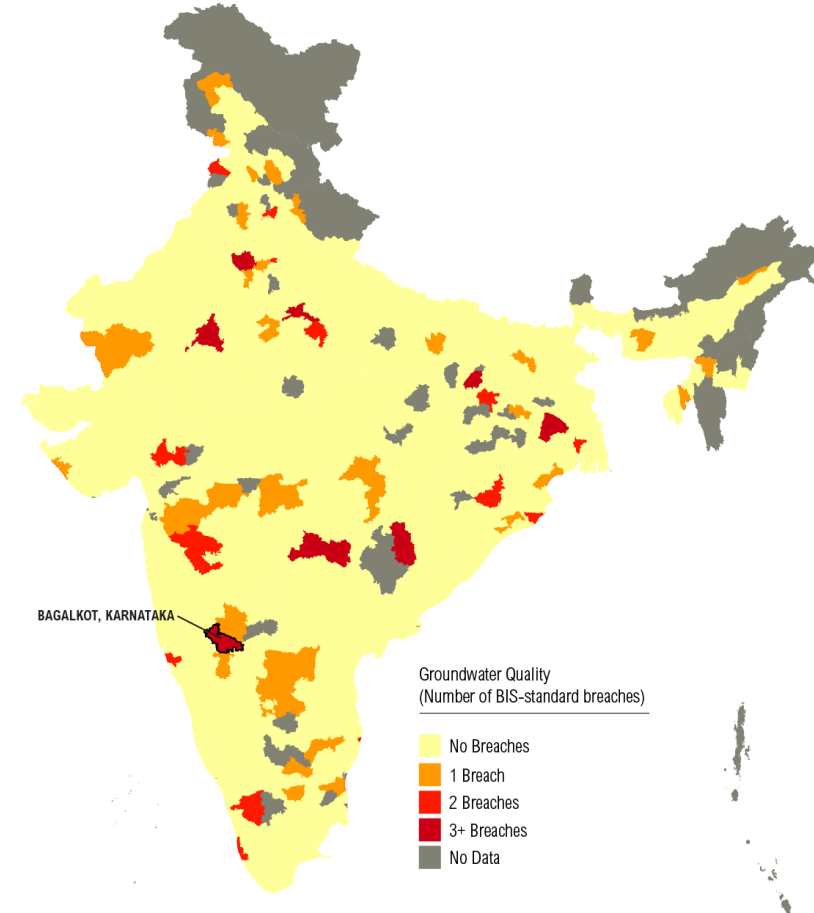 BAGALKOT, KARNATAKA
Groundwater Quality
(Number of BIS-standard breaches)
No Breaches
1 Breach
2 Breaches
3+ Breaches
No Data